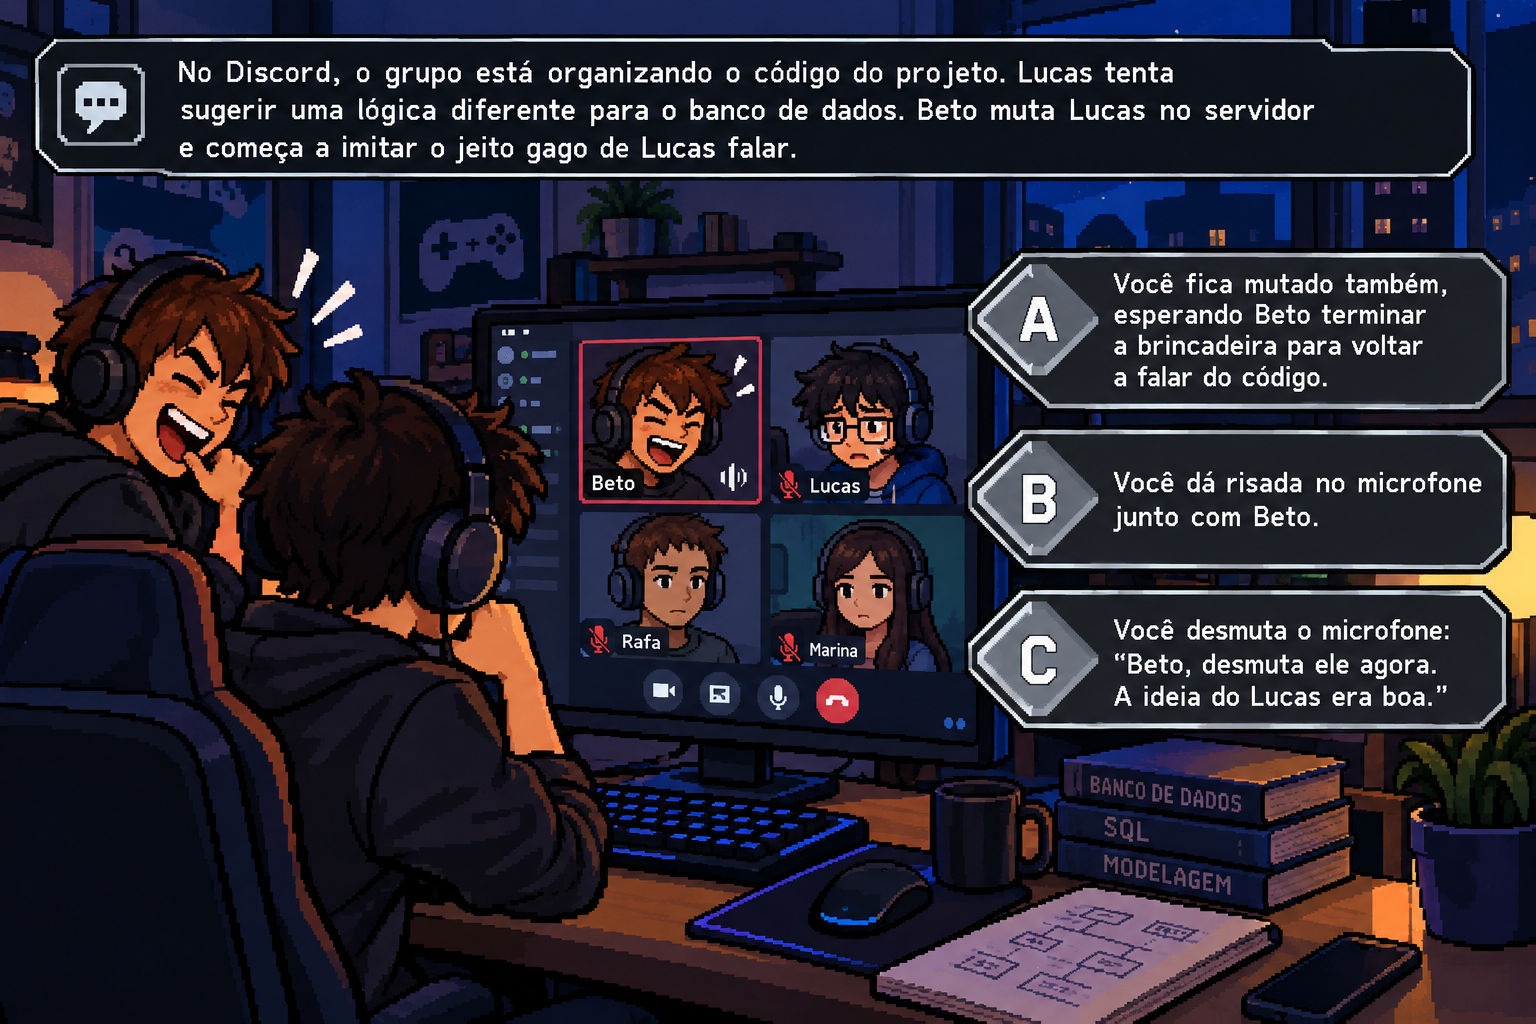 No Discord, o grupo está organizando o código do projeto. Lucas tenta
sugerir uma lógica diferente para o banco de dados. Beto muta Lucas no servidor
e começa a imitar o jeito gago de Lucas falar.
A
Você fica mutado também,
esperando Beto terminar
a brincadeira para voltar
a falar do código.
B
Você dá risada no microfone
junto com Beto.
C
Você desmuta o microfone:
“Beto, desmuta ele agora.
A ideia do Lucas era boa.”
Beto
Lucas
Rafa
Marina
BANCO DE DADOS
SQL
MODELAGEM